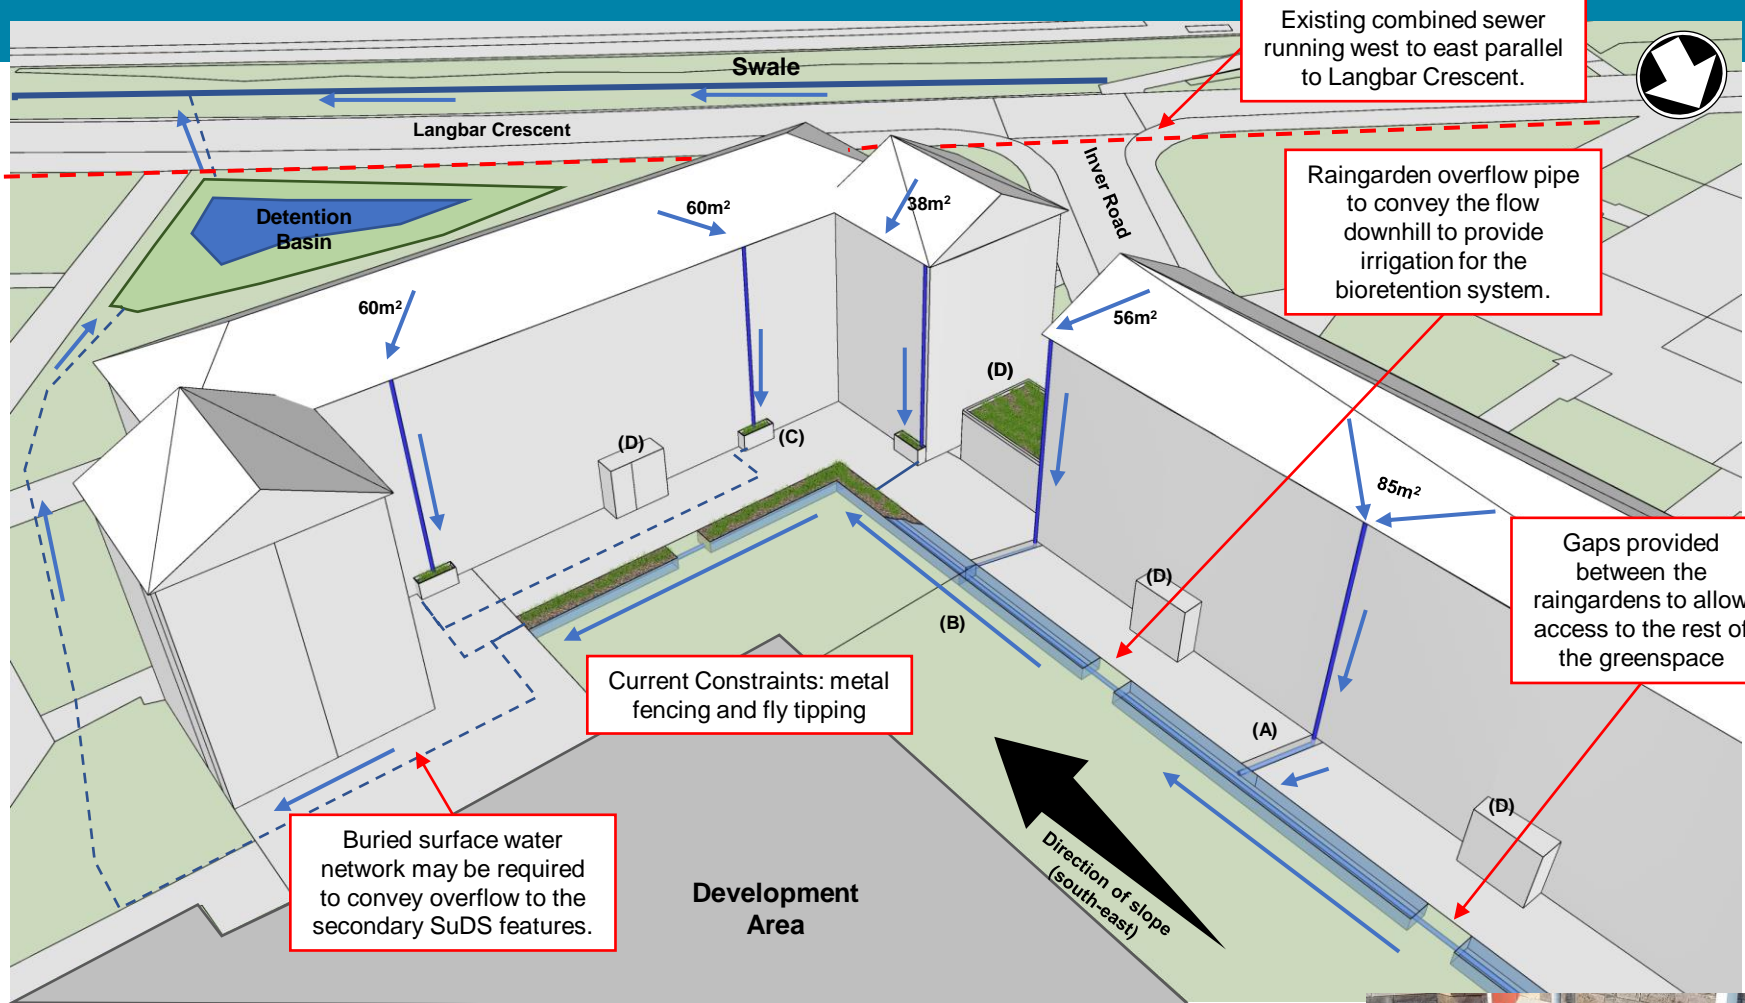 Existing combined sewer
running west to east parallel
to Langbar Crescent.
Swale
Langbar Crescent
Inver Road
Raingarden overflow pipe
to convey the flow
downhill to provide
irrigation for the
bioretention system.
Detention
Basin
60m²
38m²
60m²
56m²
(D)
(C)
(D)
85m²
Gaps provided
between the
raingardens to allow
access to the rest of
the greenspace
(D)
(B)
Current Constraints: metal
fencing and fly tipping
(A)
(D)
Buried surface water
network may be required
to convey overflow to the
secondary SuDS features.
Development
Area
Direction of slope
(south-east)